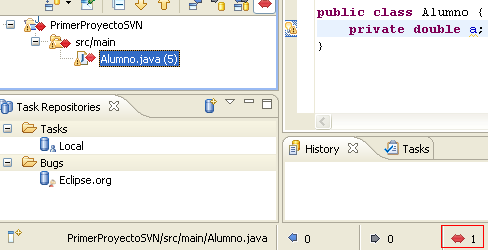 PrimerProyectoSVN
src/main
Alumno.java (5)
public class Alumno {
private double a;
}
Task Repositories
Tasks
Local
Bugs
Eclipse.org
History
Tasks
PrimerProyectoSVN/src/main/Alumno.java
0
0
1